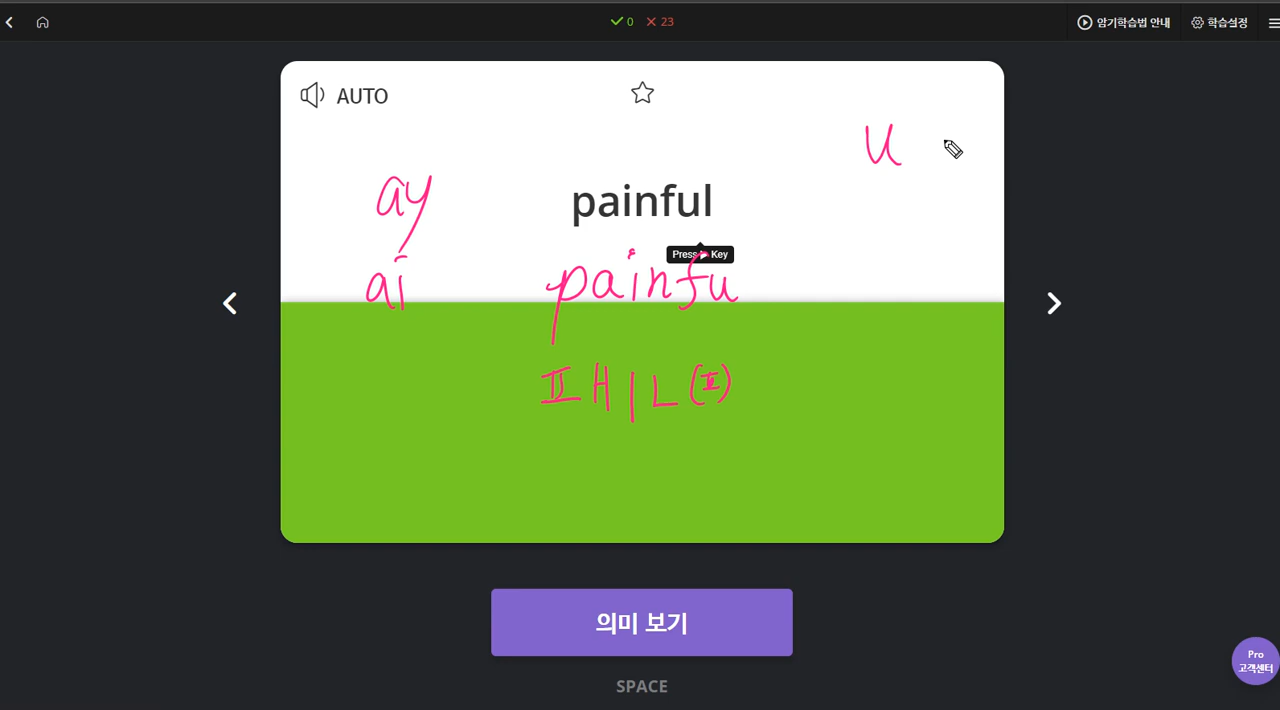 0 23 암기학습법 안내 학습설정
AUTO
u
ay
painful
Press ▶ Key
ai painfu
ㅍㅐㅣㄴ(ㅍ)
의미 보기
SPACE
Pro
고객센터